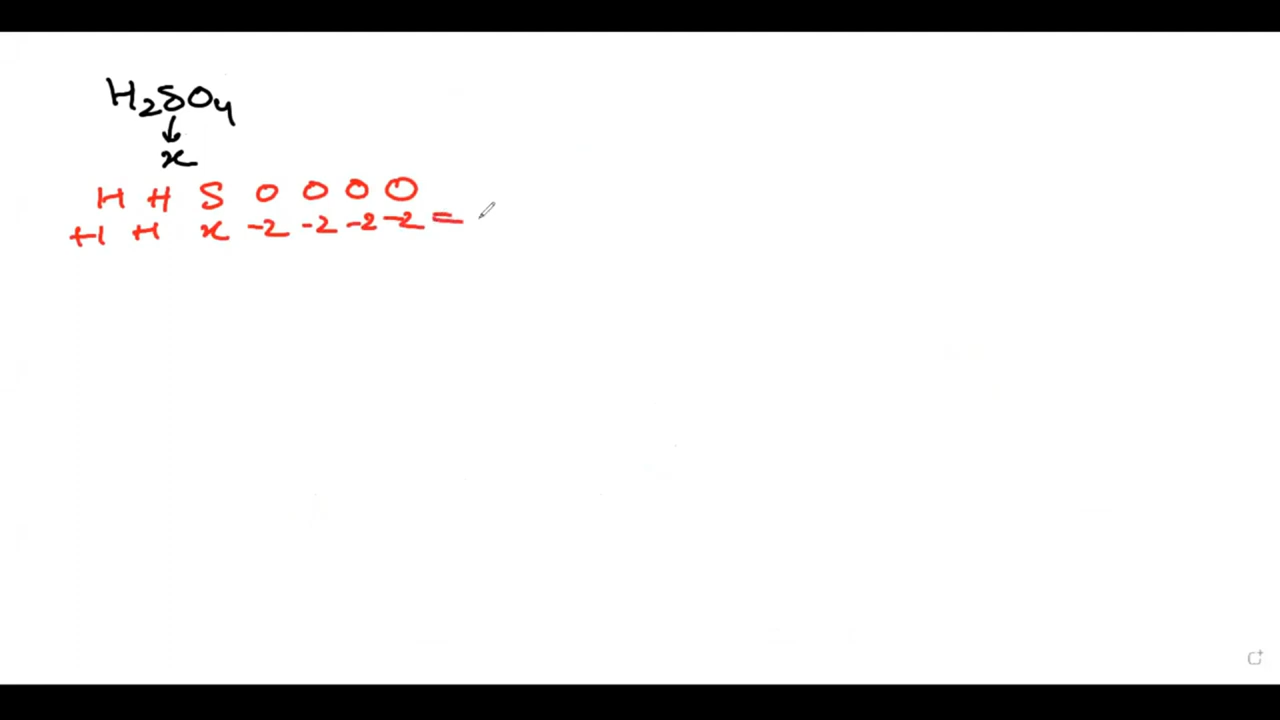 H₂SO₄
↓
x
H H S O O O O
+1 +1 x -2 -2 -2 -2 =